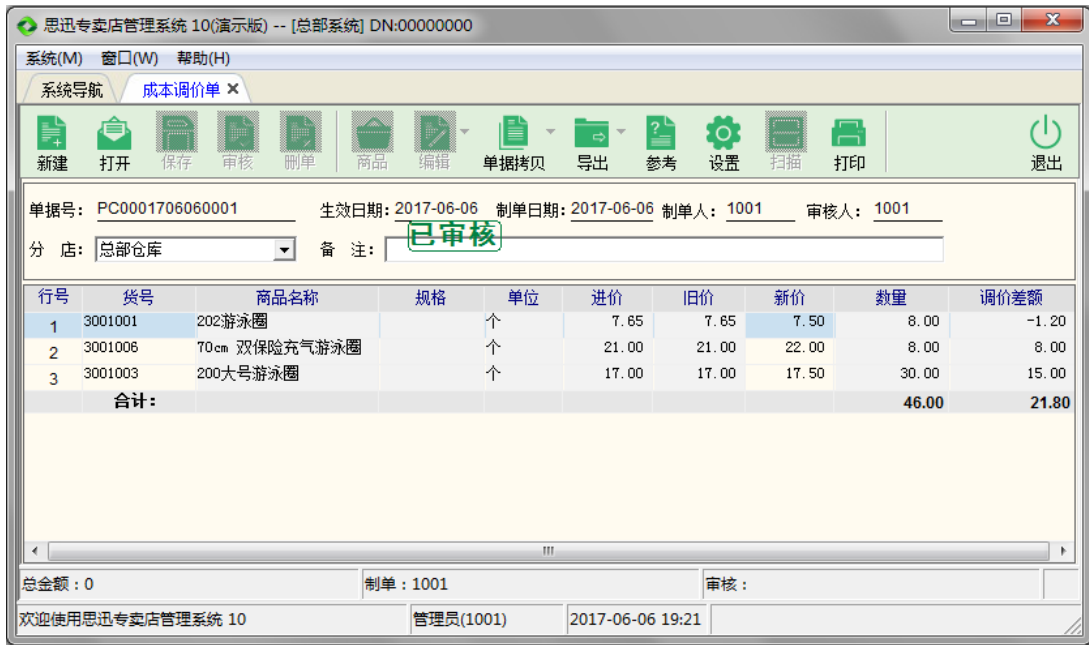 思迅专卖店管理系统 10(演示版) -- [总部系统] DN:00000000
系统(M) 窗口(W) 帮助(H)
系统导航 成本调价单 ×
新建 打开 保存 审核 删单 商品 编辑 单据拷贝 导出 参考 设置 扫描 打印 退出
单据号: PC0001706060001 生效日期: 2017-06-06 制单日期: 2017-06-06 制单人: 1001 审核人: 1001
已审核
分 店: 总部仓库 备 注:
行号 货号 商品名称 规格 单位 进价 旧价 新价 数量 调价差额
1 3001001 202游泳圈 个 7.65 7.65 7.50 8.00 -1.20
2 3001006 70cm 双保险充气游泳圈 个 21.00 21.00 22.00 8.00 8.00
3 3001003 200大号游泳圈 个 17.00 17.00 17.50 30.00 15.00
合计: 46.00 21.80
总金额:0 制单:1001 审核:
欢迎使用思迅专卖店管理系统 10 管理员(1001) 2017-06-06 19:21